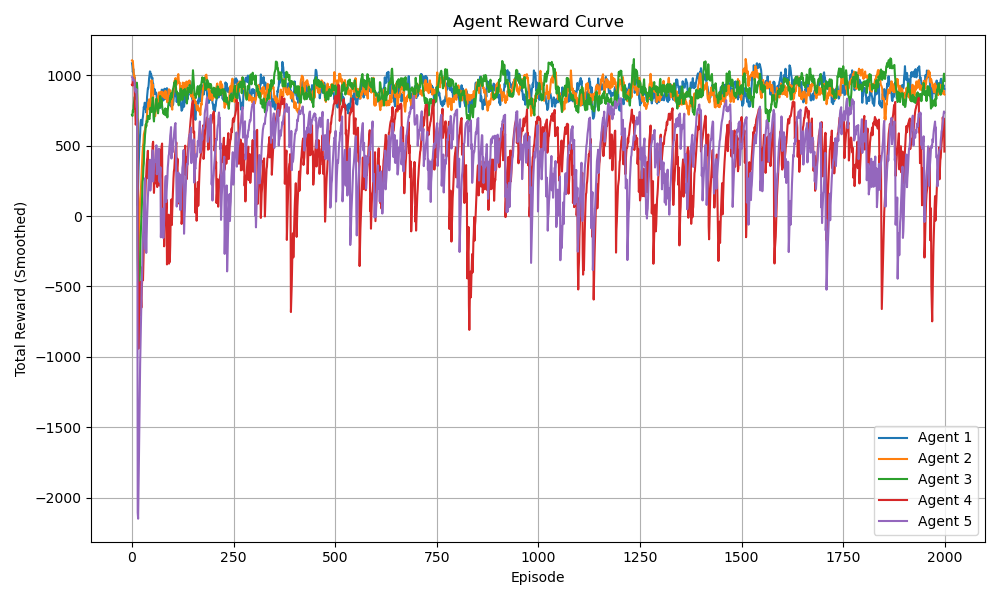 Agent Reward Curve
Total Reward (Smoothed)
1000
500
0
−500
−1000
−1500
−2000
0 250 500 750 1000 1250 1500 1750 2000
Episode
Agent 1
Agent 2
Agent 3
Agent 4
Agent 5